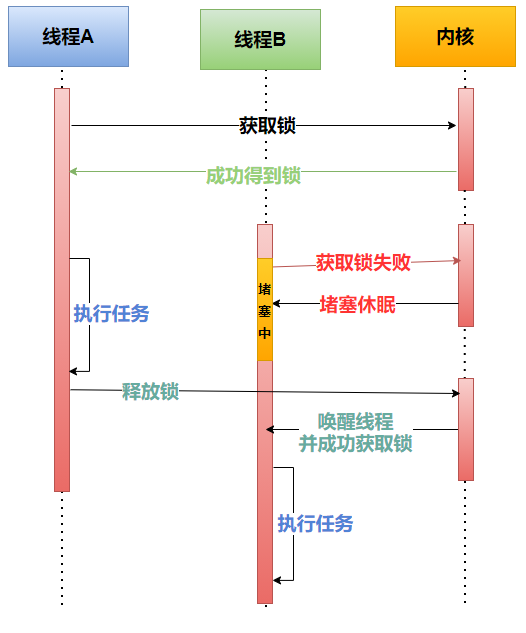 线程A
线程B
内核
获取锁
成功得到锁
获取锁失败
堵塞休眠
堵
塞
中
执行任务
释放锁
唤醒线程
并成功获取锁
执行任务